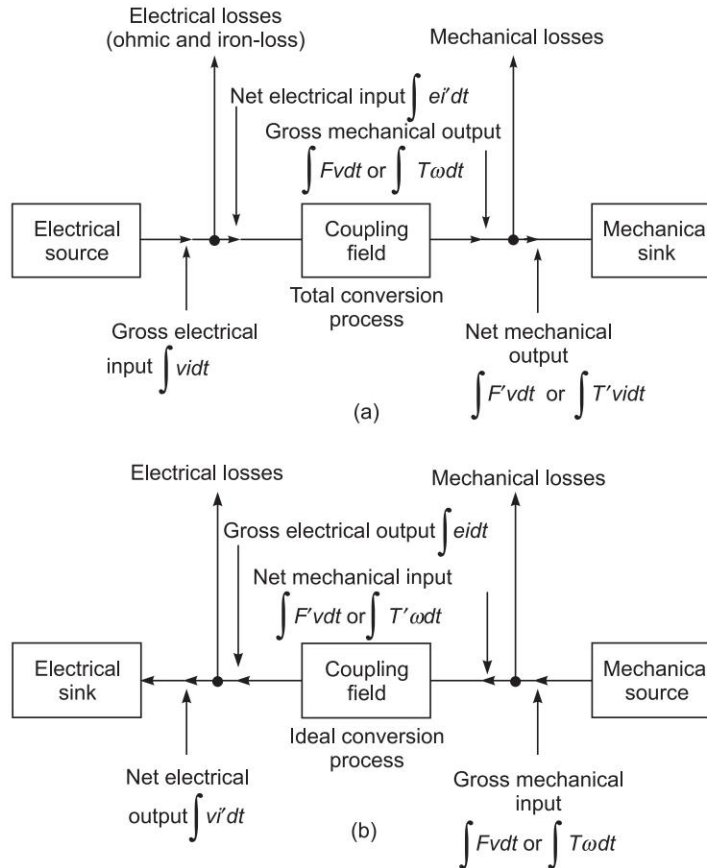 Electrical losses
(ohmic and iron-loss)
Mechanical losses
Net electrical input ∫ ei′dt
Gross mechanical output
∫ Fvdt or ∫ Tωdt
Electrical
source
Coupling
field
Mechanical
sink
Total conversion
process
Gross electrical
input ∫ vidt
Net mechanical
output
∫ F′vdt or ∫ T′vidt
(a)
Electrical losses
Mechanical losses
Gross electrical output ∫ eidt
Net mechanical input
∫ F′vdt or ∫ T′ωdt
Electrical
sink
Coupling
field
Mechanical
source
Ideal conversion
process
Net electrical
output ∫ vi′dt
Gross mechanical
input
∫ Fvdt or ∫ Tωdt
(b)